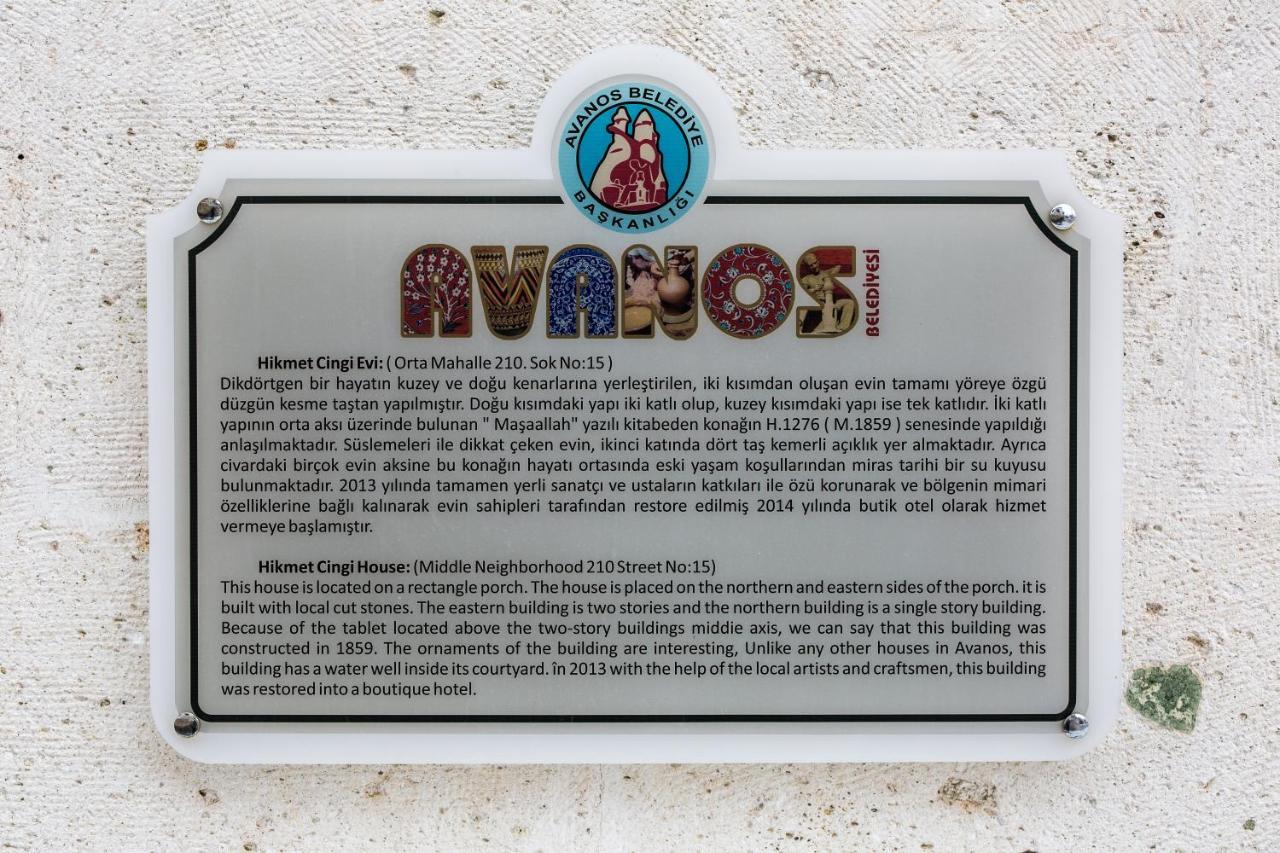 AVANOS BELEDİYE
BAŞKANLIĞI
AVANOS
BELEDİYESİ
Hikmet Cingi Evi: ( Orta Mahalle 210. Sok No:15 )
Dikdörtgen bir hayatın kuzey ve doğu kenarlarına yerleştirilen, iki kısımdan oluşan evin tamamı yöreye özgü
düzgün kesme taştan yapılmıştır. Doğu kısımdaki yapı iki katlı olup, kuzey kısımdaki yapı ise tek katlıdır. İki katlı
yapının orta aksı üzerinde bulunan " Maşaallah" yazılı kitabeden konağın H.1276 ( M.1859 ) senesinde yapıldığı
anlaşılmaktadır. Süslemeleri ile dikkat çeken evin, ikinci katında dört taş kemerli açıklık yer almaktadır. Ayrıca
civardaki birçok evin aksine bu konağın hayatı ortasında eski yaşam koşullarından miras tarihi bir su kuyusu
bulunmaktadır. 2013 yılında tamamen yerli sanatçı ve ustaların katkıları ile özü korunarak ve bölgenin mimari
özelliklerine bağlı kalınarak evin sahipleri tarafından restore edilmiş 2014 yılında butik otel olarak hizmet
vermeye başlamıştır.
Hikmet Cingi House: (Middle Neighborhood 210 Street No:15)
This house is located on a rectangle porch. The house is placed on the northern and eastern sides of the porch. it is
built with local cut stones. The eastern building is two stories and the northern building is a single story building.
Because of the tablet located above the two-story buildings middie axis, we can say that this building was
constructed in 1859. The ornaments of the building are interesting, Unlike any other houses in Avanos, this
building has a water well inside its courtyard. în 2013 with the help of the local artists and craftsmen, this building
was restored into a boutique hotel.